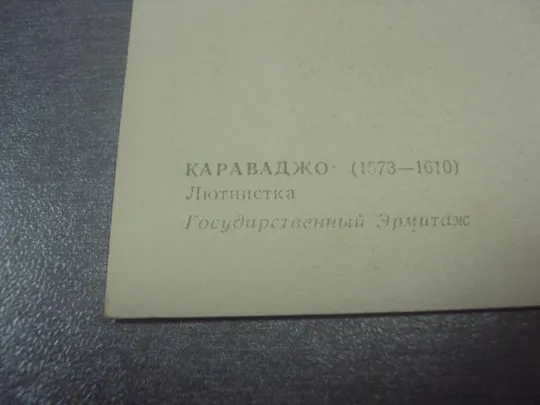 КАРАВАДЖО (1573—1610)
Лютнистка
Государственный Эрмитаж